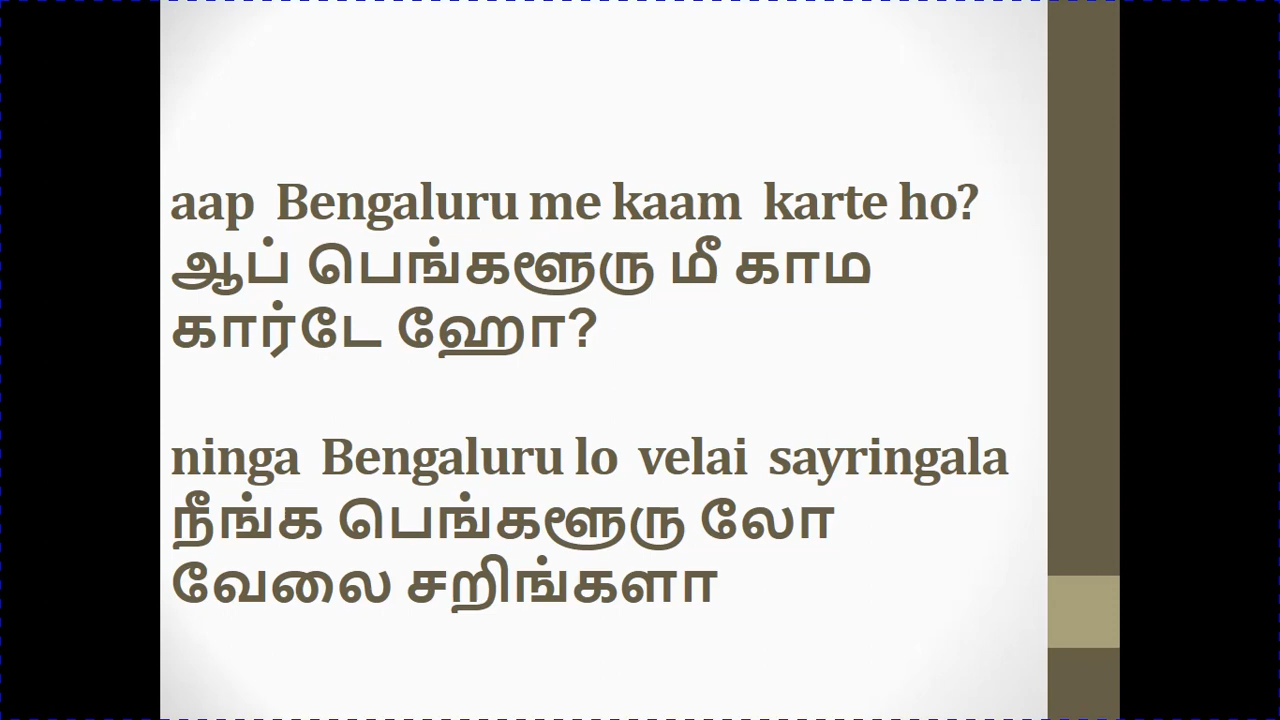 aap Bengaluru me kaam karte ho?
ஆப் பெங்களூரு மீ காம
கார்டே ஹோ?
ninga Bengaluru lo velai sayringala
நீங்க பெங்களூரு லோ
வேலை சறிங்களா